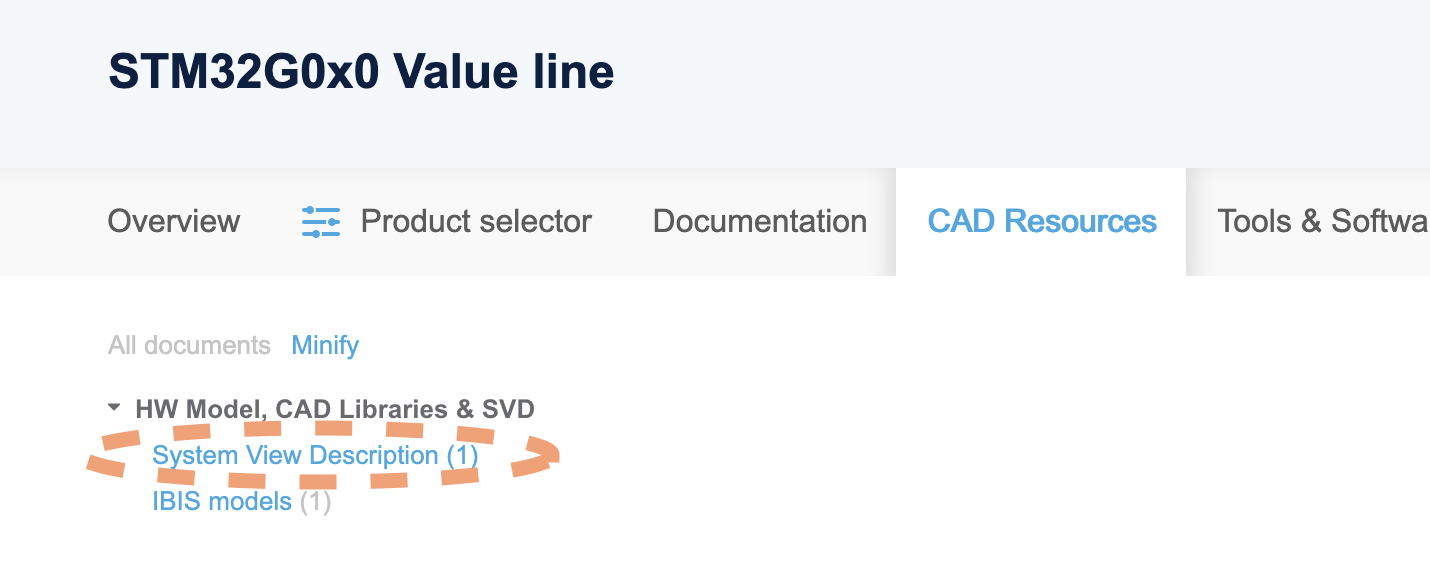 STM32G0x0 Value line
Overview Product selector Documentation CAD Resources Tools & Softwa
All documents Minify
HW Model, CAD Libraries & SVD
System View Description (1)
IBIS models (1)